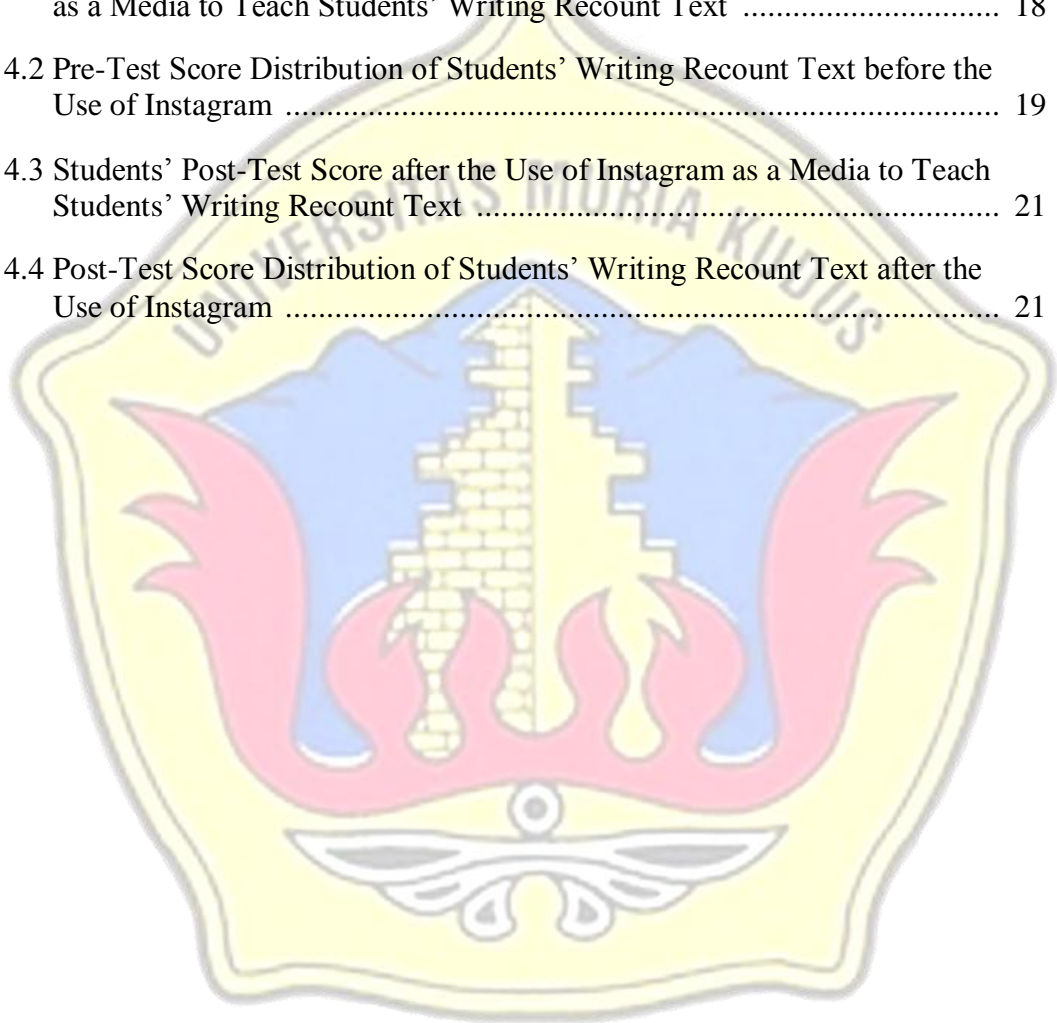 as a Media to Teach Students’ Writing Recount Text .............................. 18
4.2 Pre-Test Score Distribution of Students’ Writing Recount Text before the
Use of Instagram ................................................................................... 19
4.3 Students’ Post-Test Score after the Use of Instagram as a Media to Teach
Students’ Writing Recount Text ............................................................. 21
4.4 Post-Test Score Distribution of Students’ Writing Recount Text after the
Use of Instagram ................................................................................... 21
UNIVERSITAS MURIA KUDUS